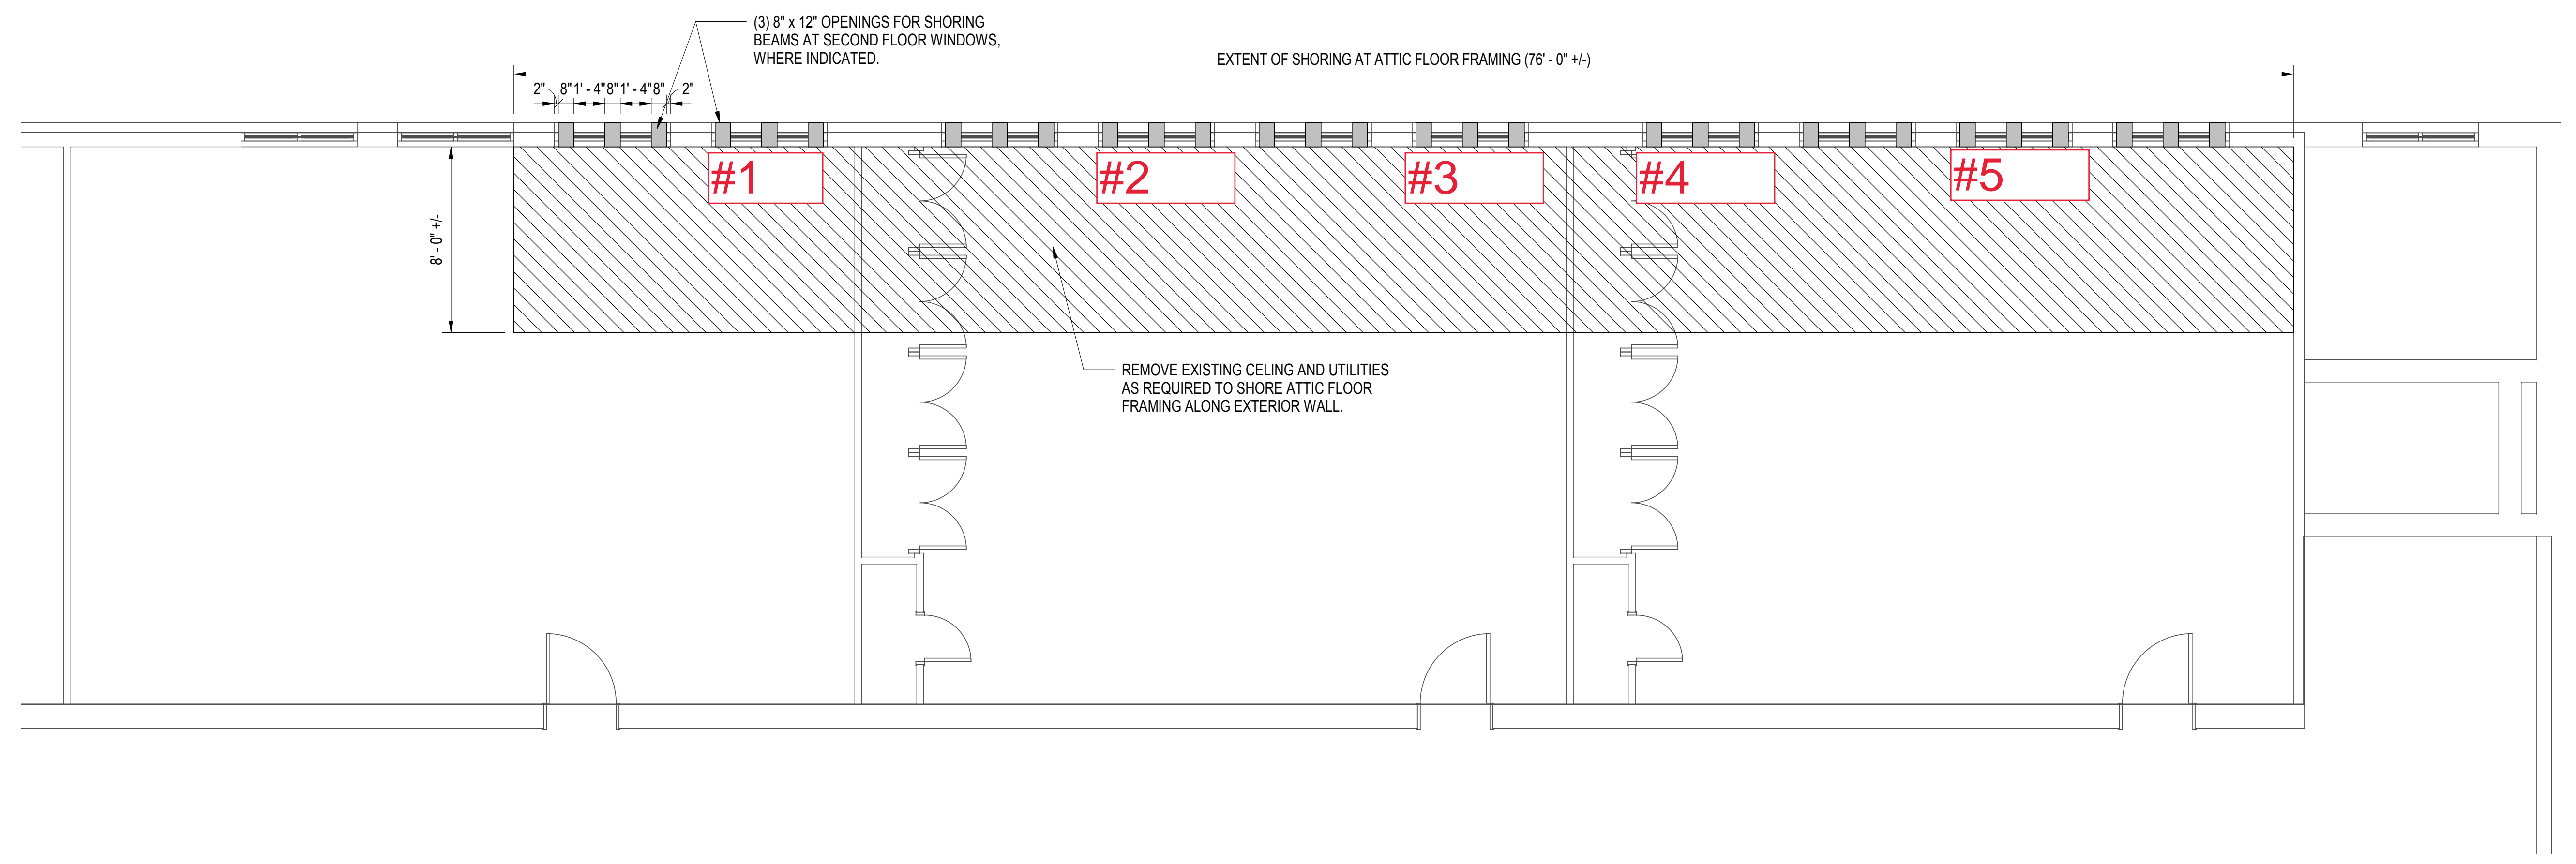 (3) 8" x 12" OPENINGS FOR SHORING
BEAMS AT SECOND FLOOR WINDOWS,
WHERE INDICATED.
EXTENT OF SHORING AT ATTIC FLOOR FRAMING (76' - 0" +/-)
2" 8" 1' - 4" 8" 1' - 4" 8" 2"
#1
#2
#3
#4
#5
8' - 0" +/-
REMOVE EXISTING CELING AND UTILITIES
AS REQUIRED TO SHORE ATTIC FLOOR
FRAMING ALONG EXTERIOR WALL.